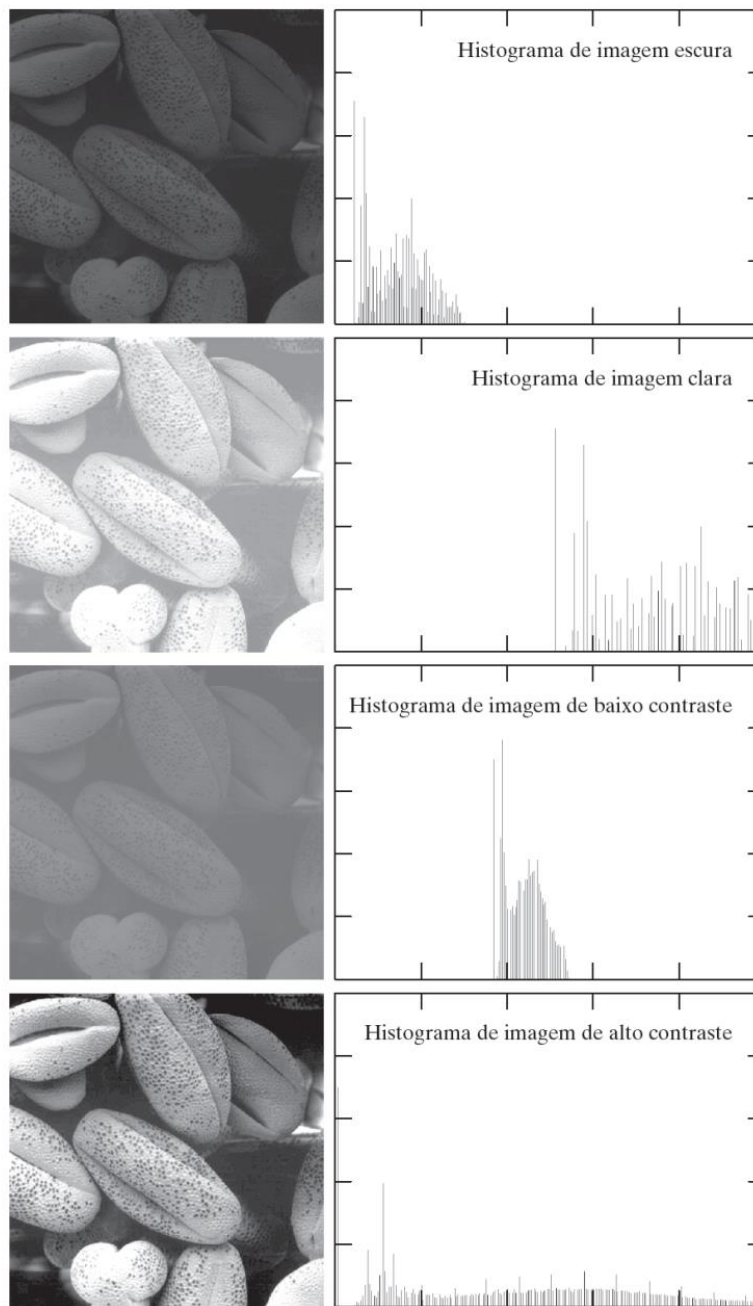 Histograma de imagem escura
Histograma de imagem clara
Histograma de imagem de baixo contraste
Histograma de imagem de alto contraste